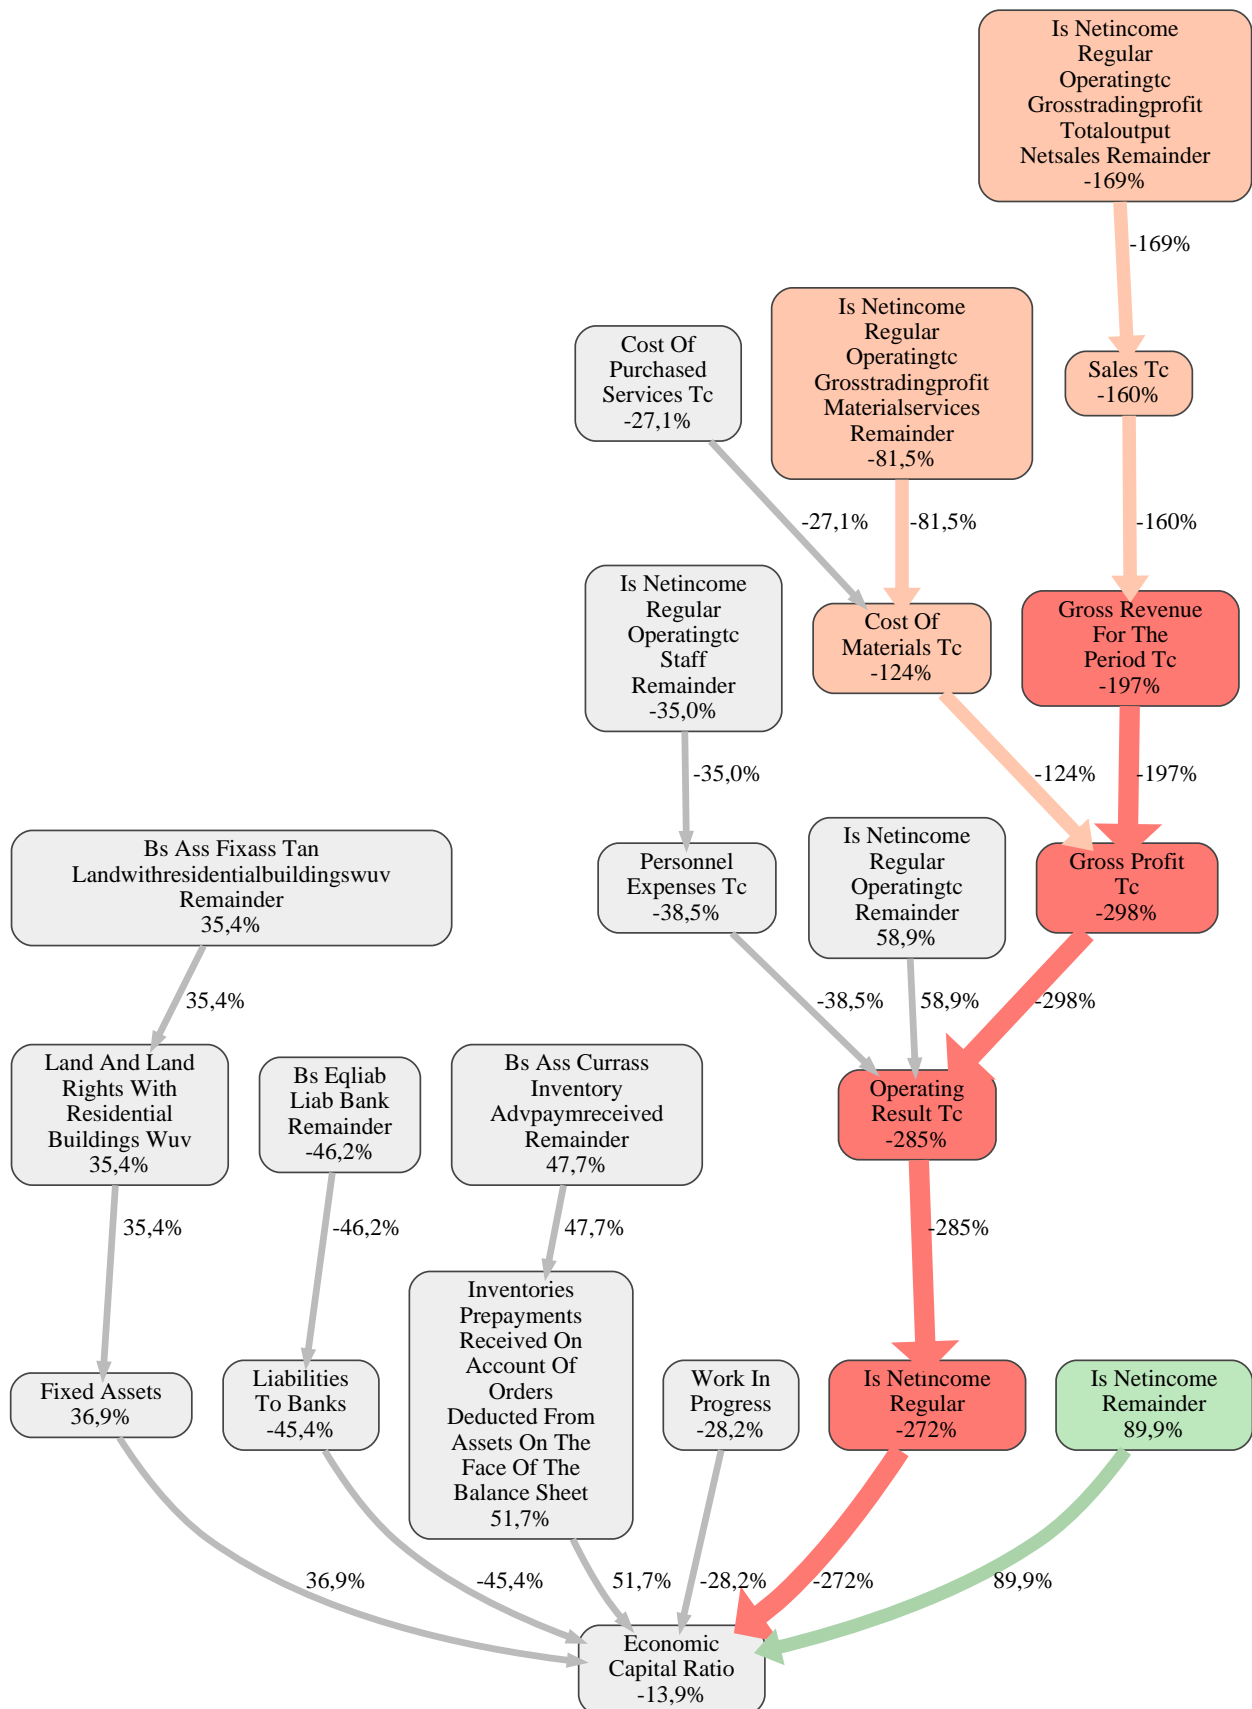 Is Netincome
Regular
Operatingtc
Grosstradingprofit
Totaloutput
Netsales Remainder
-169%
-169%
Is Netincome
Regular
Operatingtc
Grosstradingprofit
Materialservices
Remainder
-81,5%
Cost Of
Purchased
Services Tc
-27,1%
Sales Tc
-160%
-27,1%
-81,5%
-160%
Is Netincome
Regular
Operatingtc
Staff
Remainder
-35,0%
Cost Of
Materials Tc
-124%
Gross Revenue
For The
Period Tc
-197%
-35,0%
-124%
-197%
Bs Ass Fixass Tan
Landwithresidentialbuildingswuv
Remainder
35,4%
Personnel
Expenses Tc
-38,5%
Is Netincome
Regular
Operatingtc
Remainder
58,9%
Gross Profit
Tc
-298%
35,4%
-38,5%
58,9%
-298%
Land And Land
Rights With
Residential
Buildings Wuv
35,4%
Bs Eqliab
Liab Bank
Remainder
-46,2%
Bs Ass Currass
Inventory
Advpaymreceived
Remainder
47,7%
Operating
Result Tc
-285%
35,4%
-46,2%
47,7%
-285%
Fixed Assets
36,9%
Liabilities
To Banks
-45,4%
Inventories
Prepayments
Received On
Account Of
Orders
Deducted From
Assets On The
Face Of The
Balance Sheet
51,7%
Work In
Progress
-28,2%
Is Netincome
Regular
-272%
Is Netincome
Remainder
89,9%
36,9%
-45,4%
51,7%
-28,2%
-272%
89,9%
Economic
Capital Ratio
-13,9%